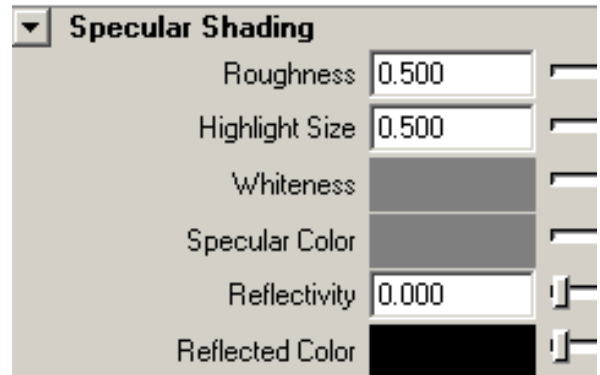 Specular Shading
Roughness 0.500
Highlight Size 0.500
Whiteness
Specular Color
Reflectivity 0.000
Reflected Color